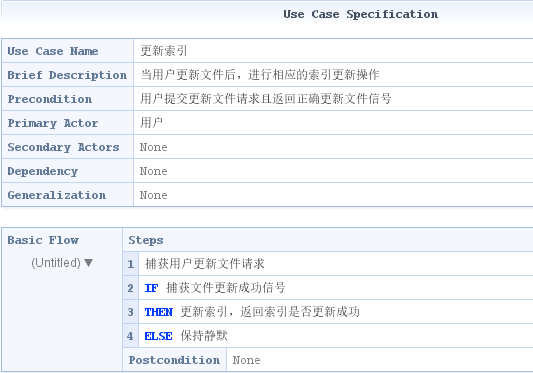 Use Case Specification
Use Case Name 更新索引
Brief Description 当用户更新文件后，进行相应的索引更新操作
Precondition 用户提交更新文件请求且返回正确更新文件信号
Primary Actor 用户
Secondary Actors None
Dependency None
Generalization None
Basic Flow Steps
(Untitled) ▼ 1 捕获用户更新文件请求
2 IF 捕获文件更新成功信号
3 THEN 更新索引，返回索引是否更新成功
4 ELSE 保持静默
Postcondition None